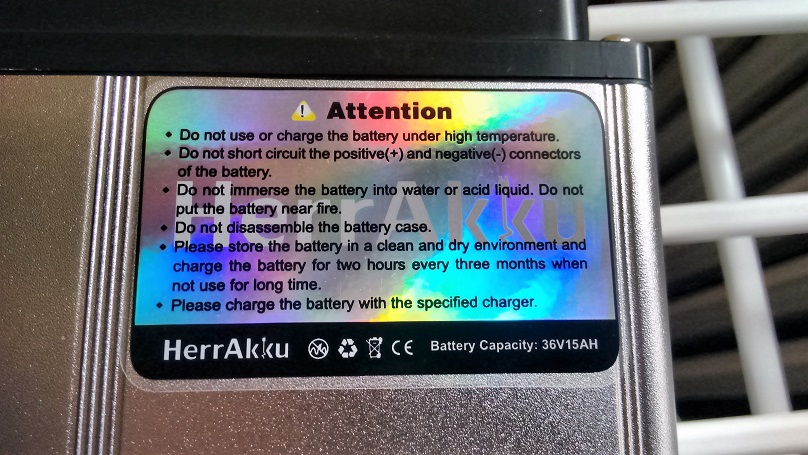 Attention
• Do not use or charge the battery under high temperature.
• Do not short circuit the positive(+) and negative(-) connectors
of the battery.
• Do not immerse the battery into water or acid liquid. Do not
put the battery near fire.
• Do not disassemble the battery case.
• Please store the battery in a clean and dry environment and
charge the battery for two hours every three months when
not use for long time.
• Please charge the battery with the specified charger.
HerrAkku
HerrAkku CE Battery Capacity: 36V15AH